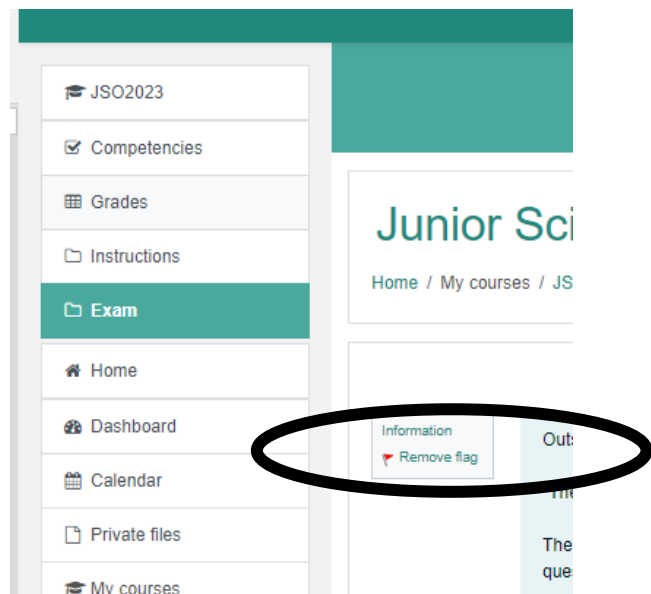 JSO2023
Competencies
Grades
Instructions
Exam
Home
Dashboard
Calendar
Private files
My courses
Junior Sci
Home / My courses / JS
Information
Remove flag
Outs
The
The
ques